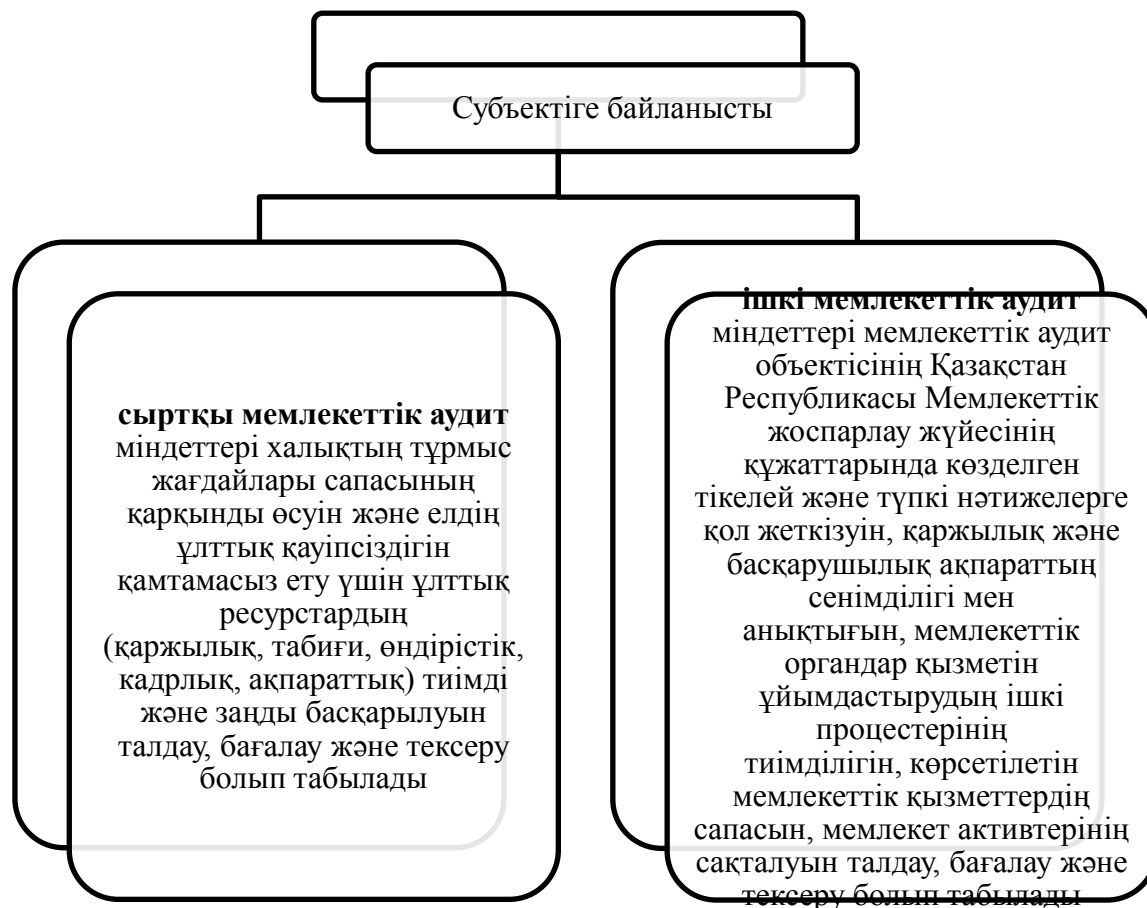 Субъектіге байланысты
сыртқы мемлекеттік аудит
міндеттері халықтың тұрмыс
жағдайлары сапасының
қарқынды өсуін және елдің
ұлттық қауіпсіздігін
қамтамасыз ету үшін ұлттық
ресурстардың
(қаржылық, табиғи, өндірістік,
кадрлық, ақпараттық) тиімді
және заңды басқарылуын
талдау, бағалау және тексеру
болып табылады
ішкі мемлекеттік аудит
міндеттері мемлекеттік аудит
объектісінің Қазақстан
Республикасы Мемлекеттік
жоспарлау жүйесінің
құжаттарында көзделген
тікелей және түпкі нәтижелерге
қол жеткізуін, қаржылық және
басқарушылық ақпараттың
сенімділігі мен
анықтығын, мемлекеттік
органдар қызметін
ұйымдастырудың ішкі
процестерінің
тиімділігін, көрсетілетін
мемлекеттік қызметтердің
сапасын, мемлекет активтерінің
сақталуын талдау, бағалау және
тексеру болып табылады